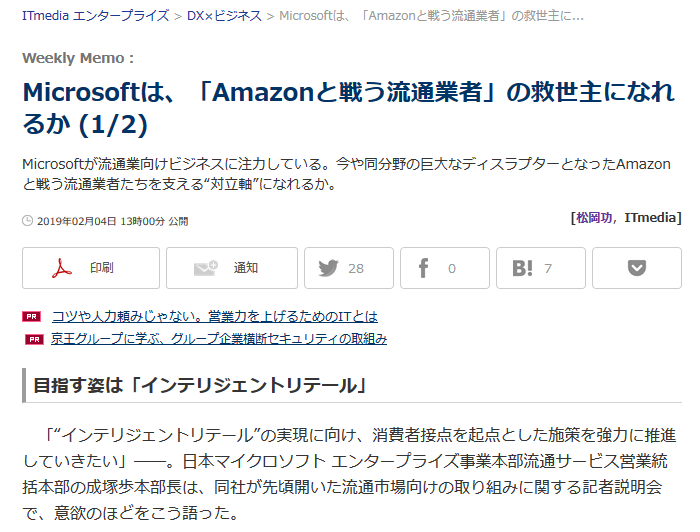 ITmedia エンタープライズ > DX×ビジネス > Microsoftは、「Amazonと戦う流通業者」の救世主に...
Weekly Memo：
Microsoftは、「Amazonと戦う流通業者」の救世主になれ
るか (1/2)
Microsoftが流通業向けビジネスに注力している。今や同分野の巨大なディスラプターとなったAmazon
と戦う流通業者たちを支える“対立軸”になれるか。
2019年02月04日 13時00分 公開
[松岡功，ITmedia]
印刷 通知 28 0 B! 7
PR コツや人力頼みじゃない。営業力を上げるためのITとは
PR 京王グループに学ぶ、グループ企業横断セキュリティの取組み
目指す姿は「インテリジェントリテール」
「“インテリジェントリテール”の実現に向け、消費者接点を起点とした施策を強力に推進
していきたい」――。日本マイクロソフト エンタープライズ事業本部流通サービス営業統
括本部の成塚歩本部長は、同社が先頃開いた流通市場向けの取り組みに関する記者説明会
で、意欲のほどをこう語った。